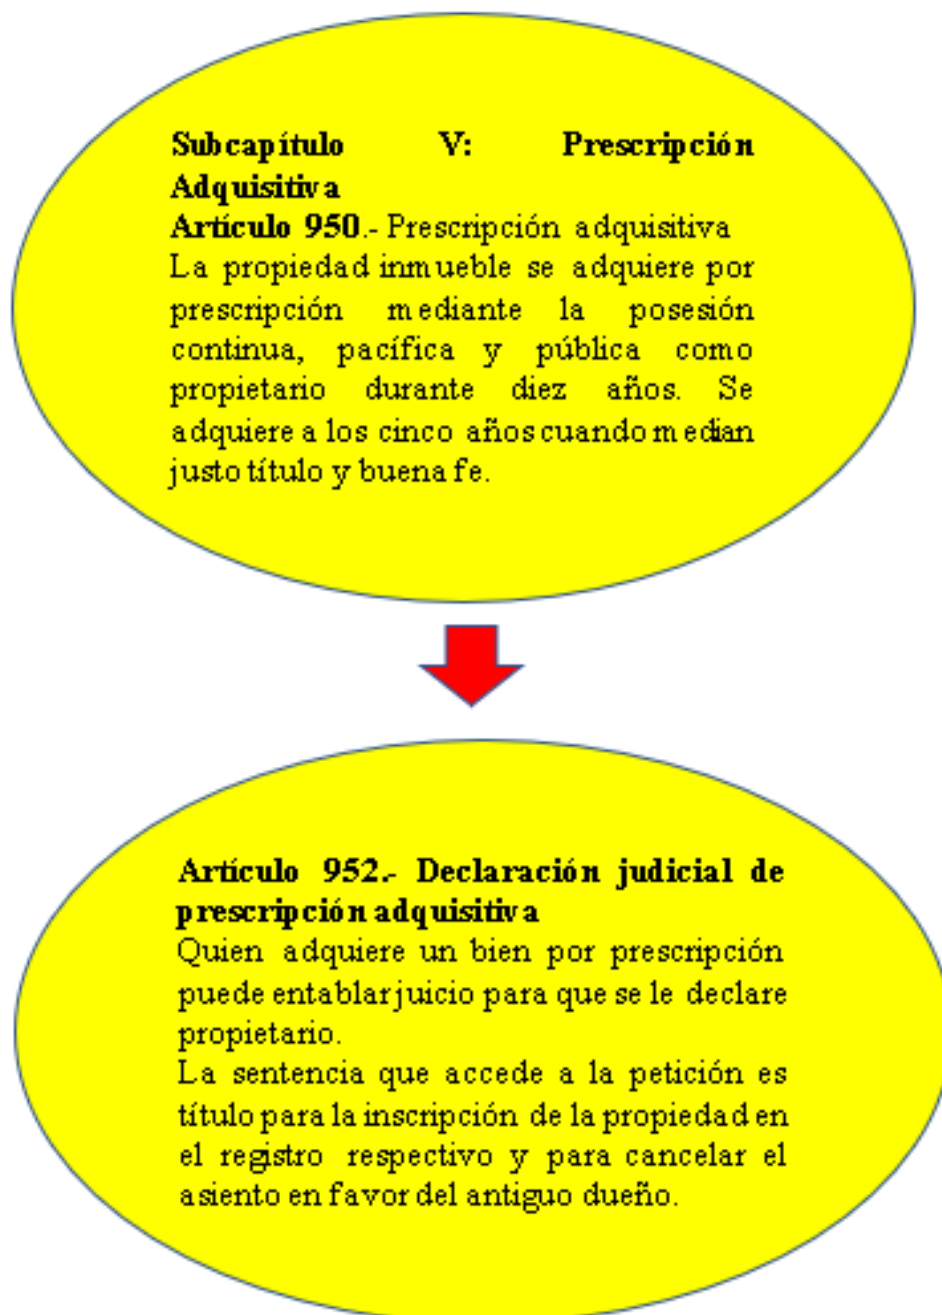 Subcapítulo V: Prescripción
Adquisitiva
Artículo 950.- Prescripción adquisitiva
La propiedad inmueble se adquiere por
prescripción mediante la posesión
continua, pacífica y pública como
propietario durante diez años. Se
adquiere a los cinco años cuando median
justo título y buena fe.
Artículo 952.- Declaración judicial de
prescripción adquisitiva
Quien adquiere un bien por prescripción
puede entablar juicio para que se le declare
propietario.
La sentencia que accede a la petición es
título para la inscripción de la propiedad en
el registro respectivo y para cancelar el
asiento en favor del antiguo dueño.